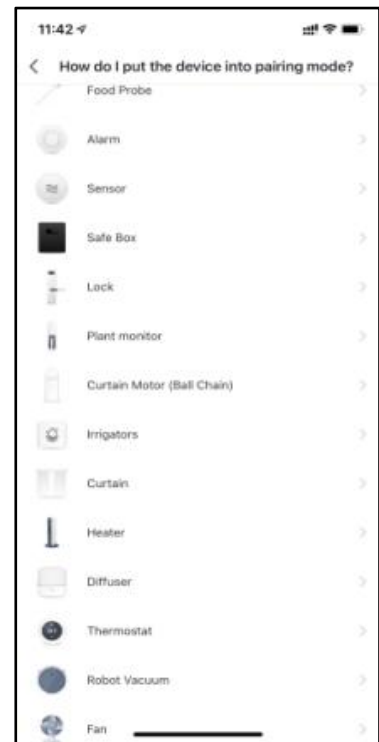 11:42
How do I put the device into pairing mode?
Food Probe
Alarm
Sensor
Safe Box
Lock
Plant monitor
Curtain Motor (Ball Chain)
Irrigators
Curtain
Heater
Diffuser
Thermostat
Robot Vacuum
Fan